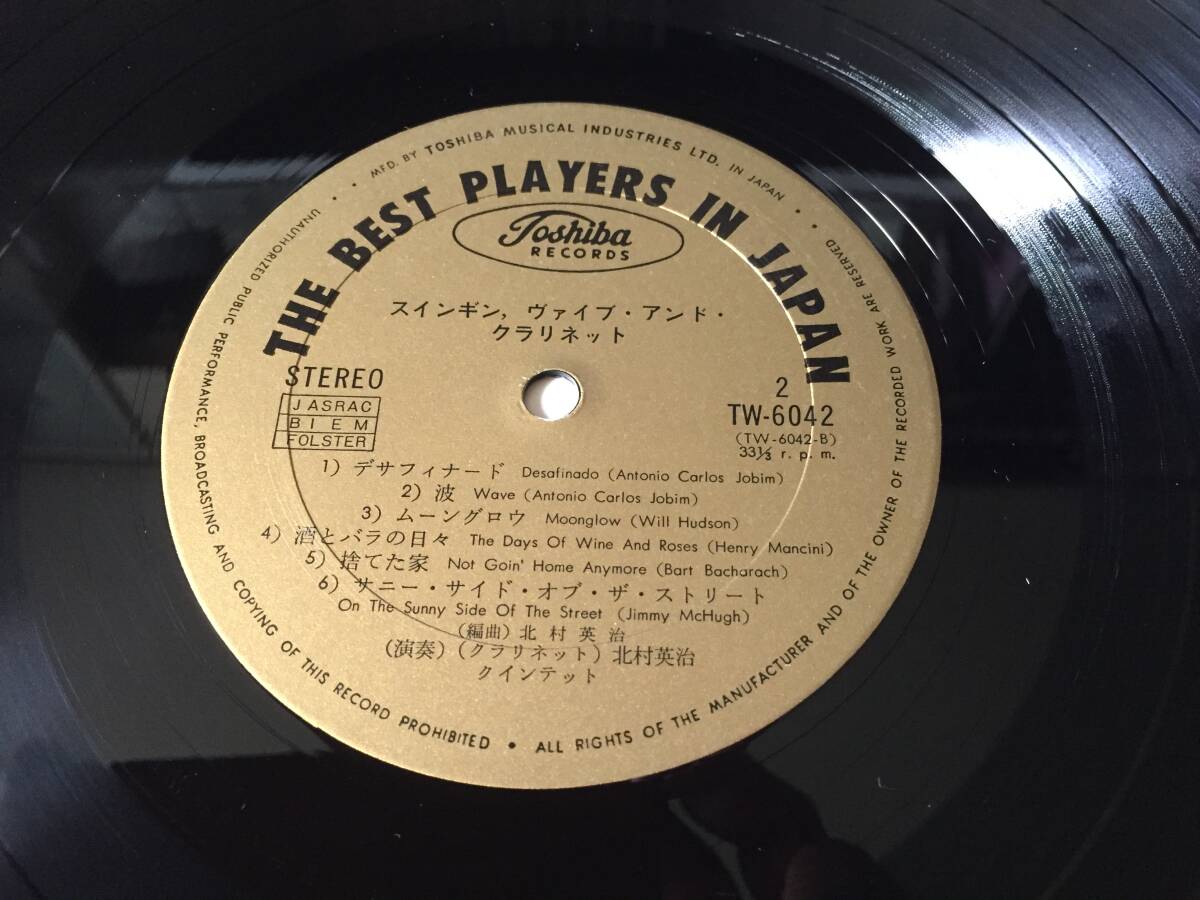 MFD. BY TOSHIBA MUSICAL INDUSTRIES LTD. IN JAPAN
THE BEST PLAYERS IN JAPAN
Toshiba
RECORDS
スインギン, ヴァイブ・アンド・
クラリネット
STEREO
JASRAC
BIEM
FOLSTER
2
TW-6042
(TW-6042-B)
33⅓ r. p. m.
1) デサフィナード Desafinado (Antonio Carlos Jobim)
2) 波 Wave (Antonio Carlos Jobim)
3) ムーングロウ Moonglow (Will Hudson)
4) 酒とバラの日々 The Days Of Wine And Roses (Henry Mancini)
5) 捨てた家 Not Goin' Home Anymore (Bart Bacharach)
6) サニー・サイド・オブ・ザ・ストリート
On The Sunny Side Of The Street (Jimmy McHugh)
(編曲) 北村英治
(演奏) (クラリネット) 北村英治
クインテット
UNAUTHORIZED PUBLIC PERFORMANCE, BROADCASTING AND COPYING OF THIS RECORD PROHIBITED • ALL RIGHTS OF THE MANUFACTURER AND OF THE OWNER OF THE RECORDED WORK ARE RESERVED